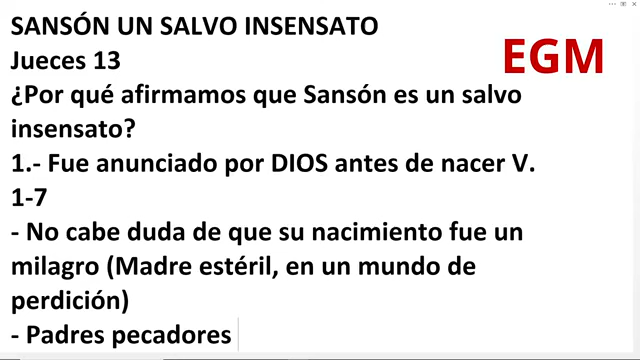 SANSÓN UN SALVO INSENSATO
Jueces 13
EGM
¿Por qué afirmamos que Sansón es un salvo
insensato?
1.- Fue anunciado por DIOS antes de nacer V.
1-7
- No cabe duda de que su nacimiento fue un
milagro (Madre estéril, en un mundo de
perdición)
- Padres pecadores